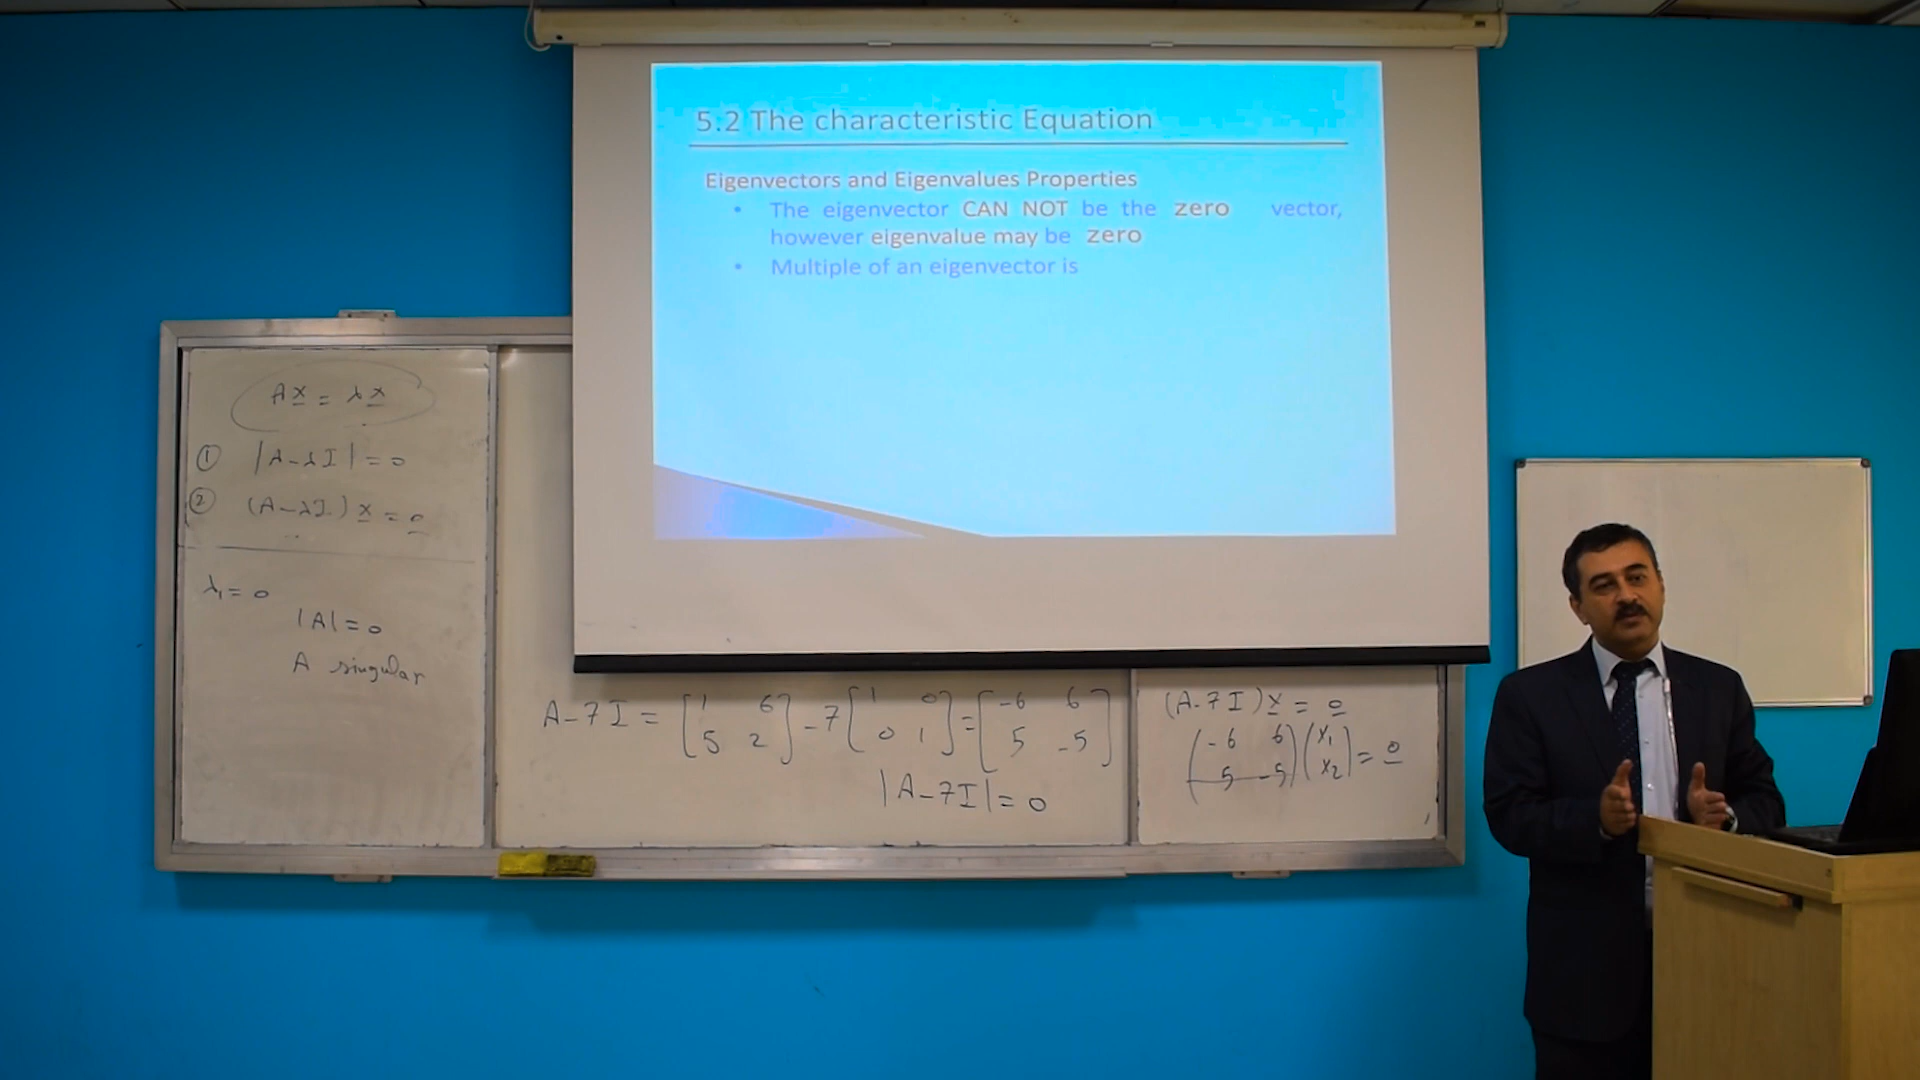 5.2 The characteristic Equation
Eigenvectors and Eigenvalues Properties
• The eigenvector CAN NOT be the zero vector,
however eigenvalue may be zero
• Multiple of an eigenvector is
Ax = λx
① |A-λI| = 0
② (A-λI)x = 0
λ₁ = 0
|A| = 0
A singular
A-7I = [1 6] -7 [1 0] = [-6 6]
[5 2] [0 1] [5 -5]
|A-7I| = 0
(A-7I)x = 0
(-6 6) (x₁) = 0
(5 -5) (x₂)